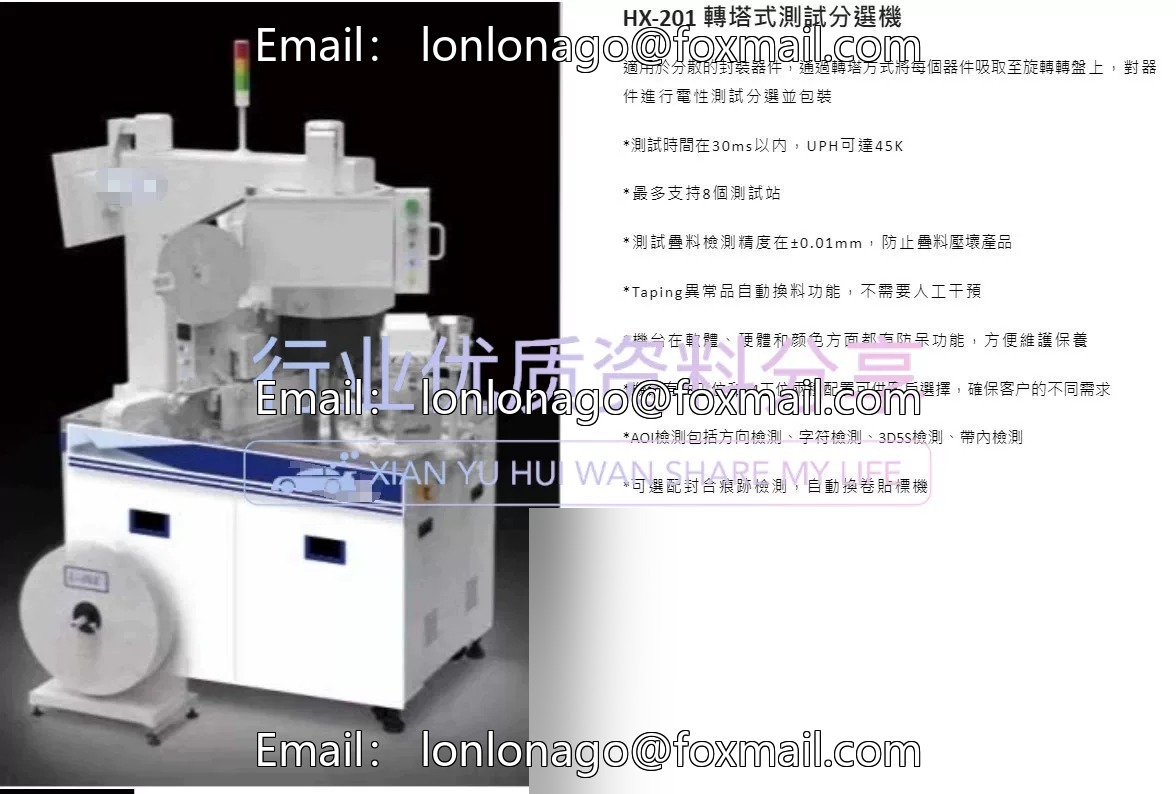 HX-201 轉塔式測試分選機
Email： lonlonago@foxmail.com
適用於分散的封裝器件，通過轉塔方式將每個器件吸取至旋轉轉盤上，對器
件進行電性測試分選並包裝
*測試時間在30ms以内，UPH可達45K
*最多支持8個測試站
*測試疊料檢測精度在±0.01mm，防止疊料壓壞產品
*Taping異常品自動換料功能，不需要人工干預
*機台在軟體、硬體和顔色方面都有防呆功能，方便維護保養
行业优质资料分享
配置可供 選擇，確保客户的不同需求
Email： lonlonago@foxmail.com
*AOI檢測包括方向檢測、字符檢測、3D5S檢測、帶內檢測
XIAN YU HUI WAN SHARE MY LIFE
*可選配封合痕跡檢測，自動換卷貼標機
Email： lonlonago@foxmail.com